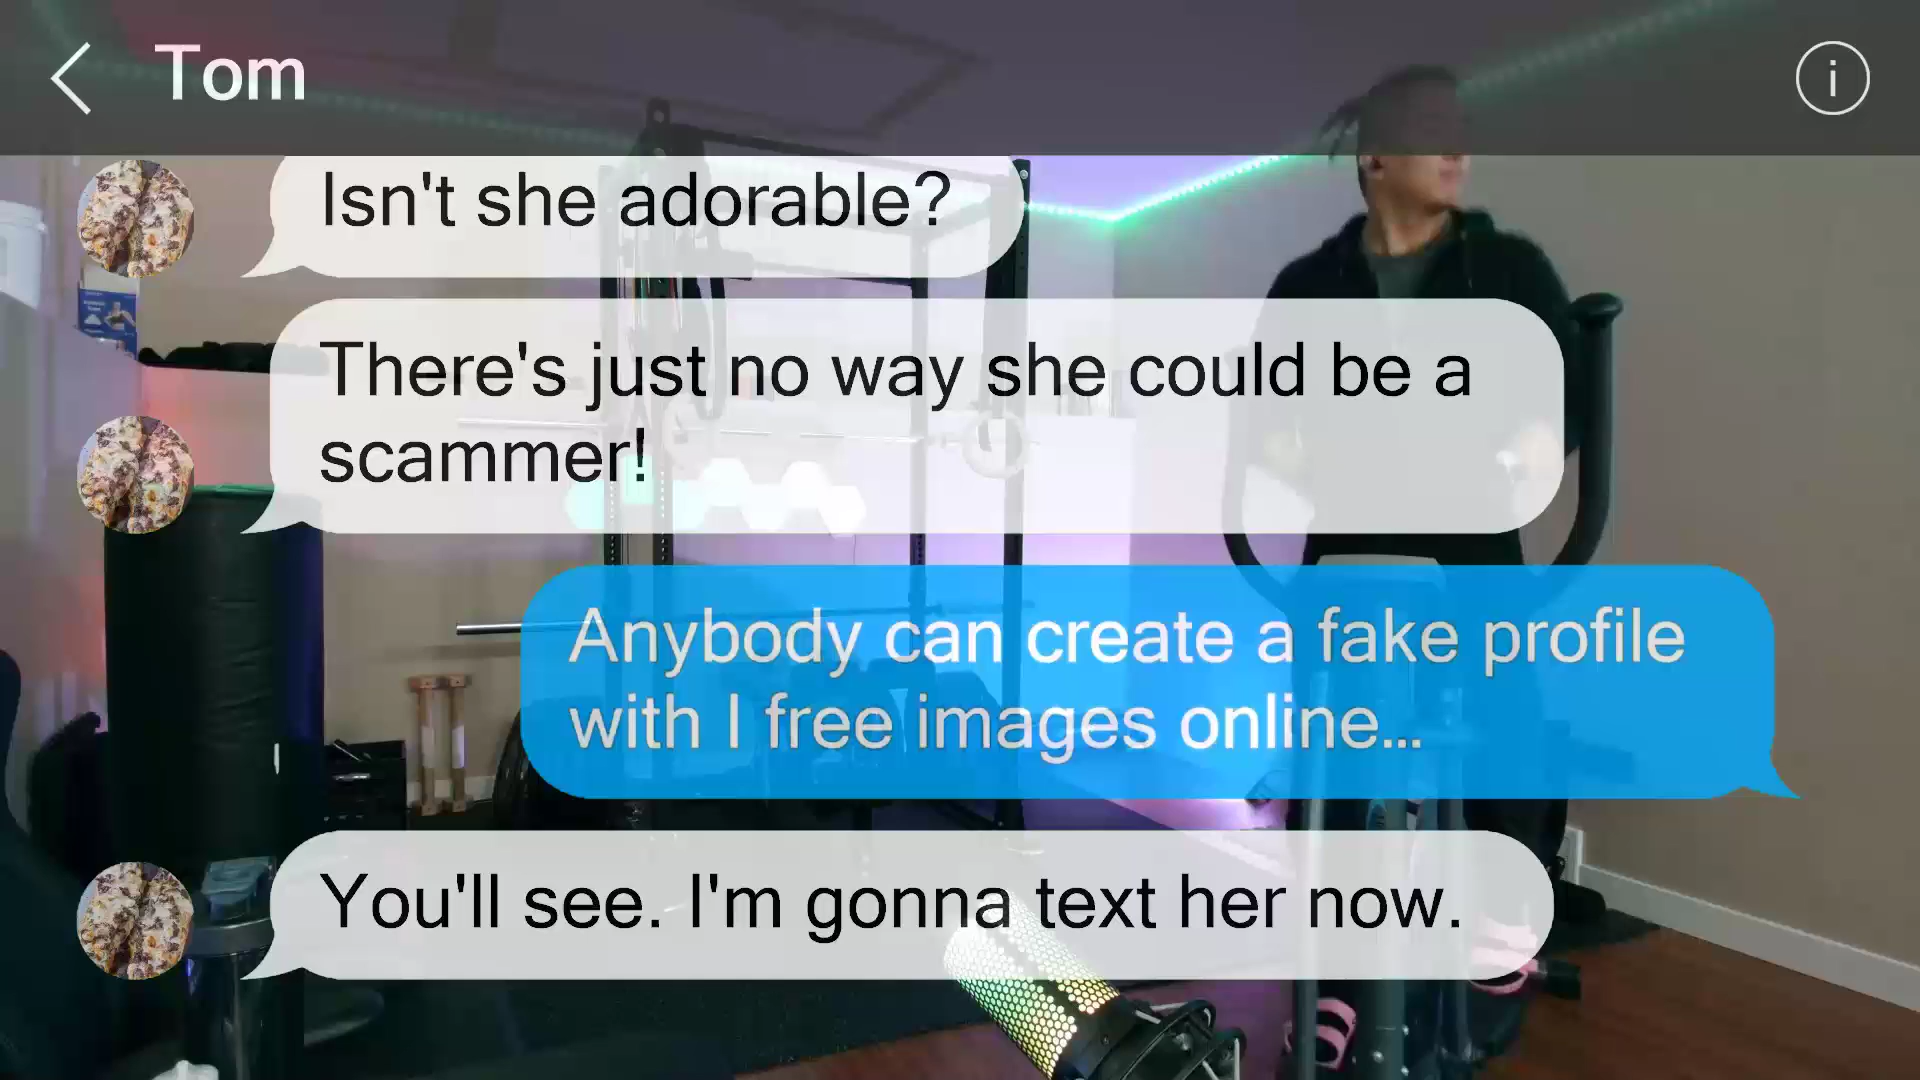 Tom
Isn't she adorable?
There's just no way she could be a
scammer!
Anybody can create a fake profile
with I free images online...
You'll see. I'm gonna text her now.